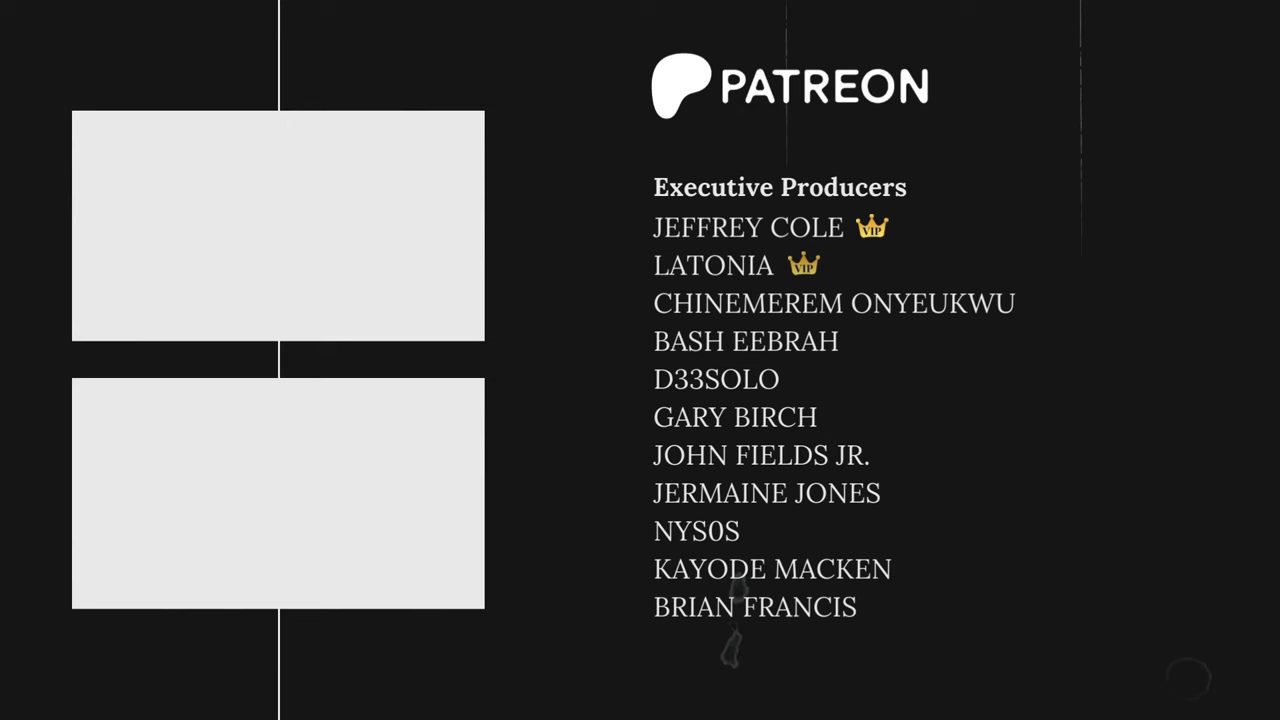 PATREON
Executive Producers
JEFFREY COLE VIP
LATONIA VIP
CHINEMEREM ONYEUKWU
BASH EEBRAH
D33SOLO
GARY BIRCH
JOHN FIELDS JR.
JERMAINE JONES
NYS0S
KAYODE MACKEN
BRIAN FRANCIS